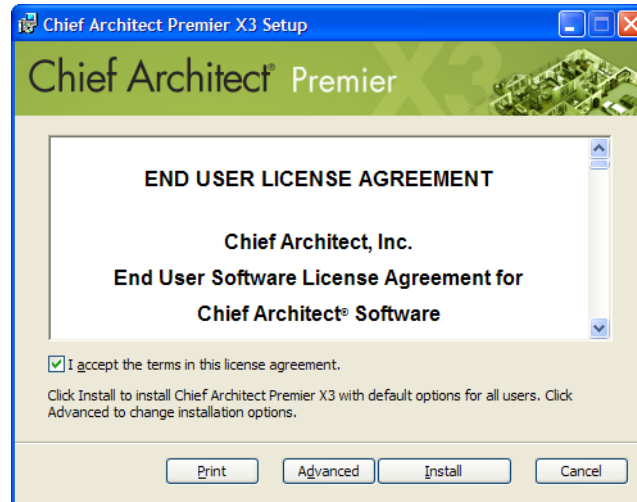 Chief Architect Premier X3 Setup
Chief Architect® Premier X3
END USER LICENSE AGREEMENT
Chief Architect, Inc.
End User Software License Agreement for
Chief Architect® Software
I accept the terms in this license agreement.
Click Install to install Chief Architect Premier X3 with default options for all users. Click
Advanced to change installation options.
Print Advanced Install Cancel